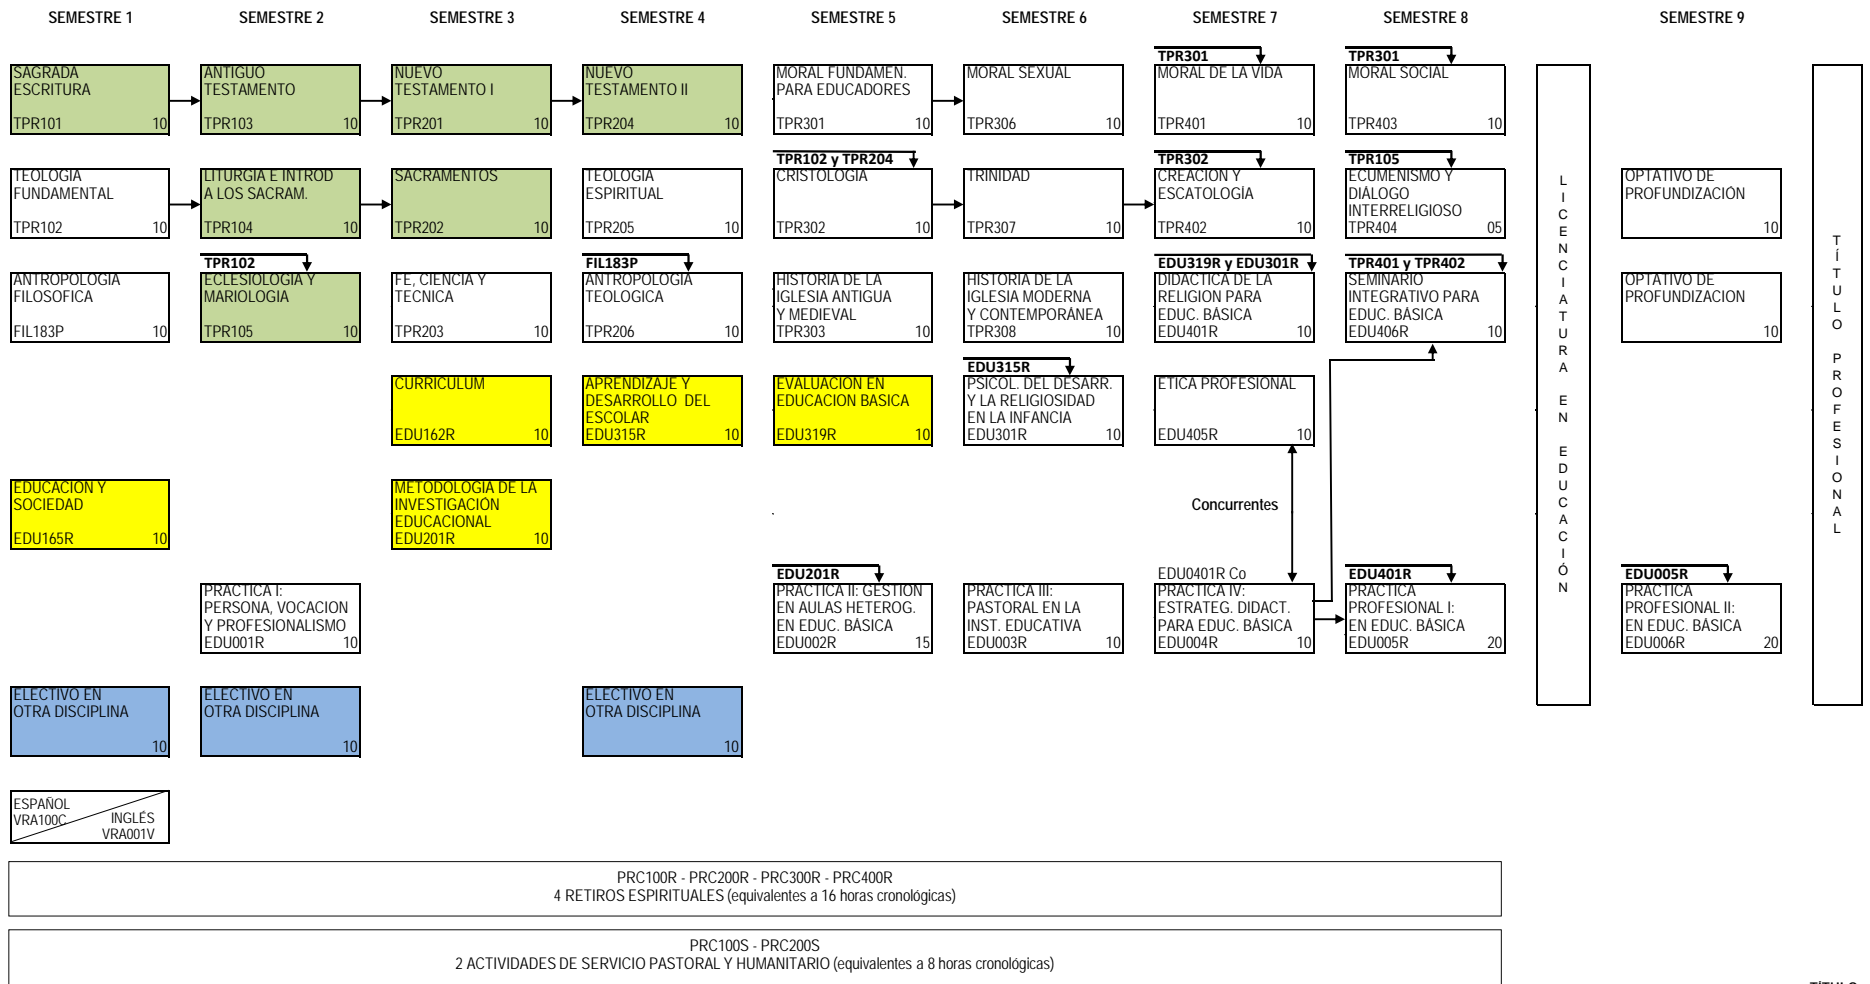 SEMESTRE 1 SEMESTRE 2 SEMESTRE 3 SEMESTRE 4 SEMESTRE 5 SEMESTRE 6 SEMESTRE 7 SEMESTRE 8 SEMESTRE 9
TPR301 TPR301
SAGRADA ANTIGUO NUEVO NUEVO MORAL FUNDAMEN. MORAL SEXUAL MORAL DE LA VIDA MORAL SOCIAL
ESCRITURA TESTAMENTO TESTAMENTO I TESTAMENTO II PARA EDUCADORES
TPR101 10 TPR103 10 TPR201 10 TPR204 10 TPR301 10 TPR306 10 TPR401 10 TPR403 10
TPR102 y TPR204 TPR302 TPR105
TEOLOGIA LITURGIA E INTROD SACRAMENTOS TEOLOGIA CRISTOLOGIA TRINIDAD CREACION Y ECUMENISMO Y OPTATIVO DE
FUNDAMENTAL A LOS SACRAM. ESPIRITUAL ESCATOLOGÍA DIÁLOGO PROFUNDIZACIÓN
INTERRELIGIOSO
TPR102 10 TPR104 10 TPR202 10 TPR205 10 TPR302 10 TPR307 10 TPR402 10 TPR404 05 10
TPR102 FIL183P EDU319R y EDU301R TPR401 y TPR402
ANTROPOLOGIA ECLESIOLOGIA Y FE, CIENCIA Y ANTROPOLOGIA HISTORIA DE LA HISTORIA DE LA DIDACTICA DE LA SEMINARIO OPTATIVO DE
FILOSOFICA MARIOLOGIA TECNICA TEOLOGICA IGLESIA ANTIGUA IGLESIA MODERNA RELIGION PARA INTEGRATIVO PARA PROFUNDIZACION
Y MEDIEVAL Y CONTEMPORÁNEA EDUC. BÁSICA EDUC. BÁSICA
FIL183P 10 TPR105 10 TPR203 10 TPR206 10 TPR303 10 TPR308 10 EDU401R 10 EDU406R 10 10
EDU315R
CURRICULUM APRENDIZAJE Y EVALUACION EN PSICOL. DEL DESARR. ETICA PROFESIONAL
DESARROLLO DEL EDUCACION BASICA Y LA RELIGIOSIDAD
ESCOLAR EN LA INFANCIA
EDU162R 10 EDU315R 10 EDU319R 10 EDU301R 10 EDU405R 10
EDUCACION Y METODOLOGIA DE LA
SOCIEDAD INVESTIGACIÓN Concurrentes
EDUCACIONAL
EDU165R 10 EDU201R 10
EDU201R EDU0401R Co EDU401R EDU005R
PRACTICA I: PRACTICA II: GESTION PRACTICA III: PRACTICA IV: PRACTICA PRACTICA
PERSONA, VOCACION EN AULAS HETEROG. PASTORAL EN LA ESTRATEG. DIDACT. PROFESIONAL I: PROFESIONAL II:
Y PROFESIONALISMO EN EDUC. BÁSICA INST. EDUCATIVA PARA EDUC. BÁSICA EN EDUC. BÁSICA EN EDUC. BÁSICA
EDU001R 10 EDU002R 15 EDU003R 10 EDU004R 10 EDU005R 20 EDU006R 20
LICENCIATURA EN EDUCACIÓN
TÍTULO PROFESIONAL
ELECTIVO EN ELECTIVO EN ELECTIVO EN
OTRA DISCIPLINA OTRA DISCIPLINA OTRA DISCIPLINA
10 10 10
ESPAÑOL
VRA100C INGLÉS
VRA001V
PRC100R - PRC200R - PRC300R - PRC400R
4 RETIROS ESPIRITUALES (equivalentes a 16 horas cronológicas)
PRC100S - PRC200S
2 ACTIVIDADES DE SERVICIO PASTORAL Y HUMANITARIO (equivalentes a 8 horas cronológicas)